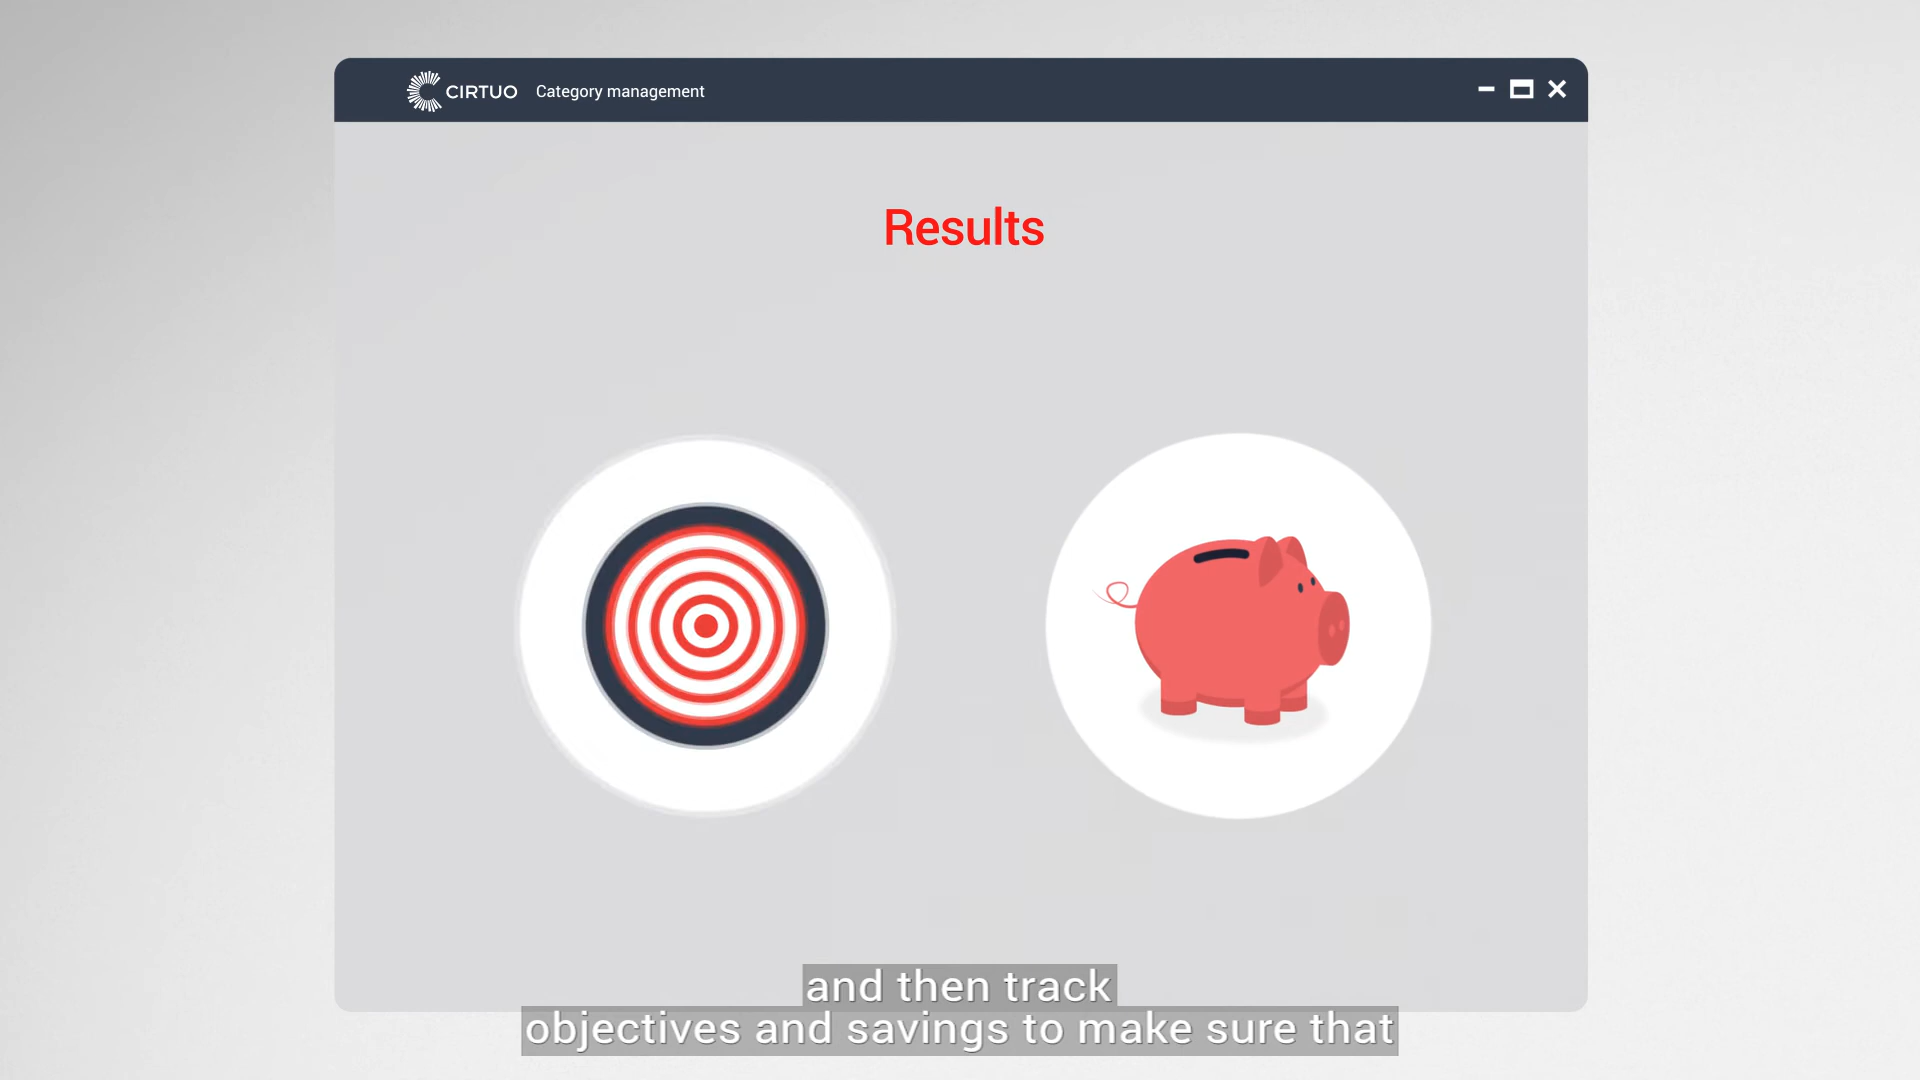 CIRTUO Category management
Results
and then track
objectives and savings to make sure that